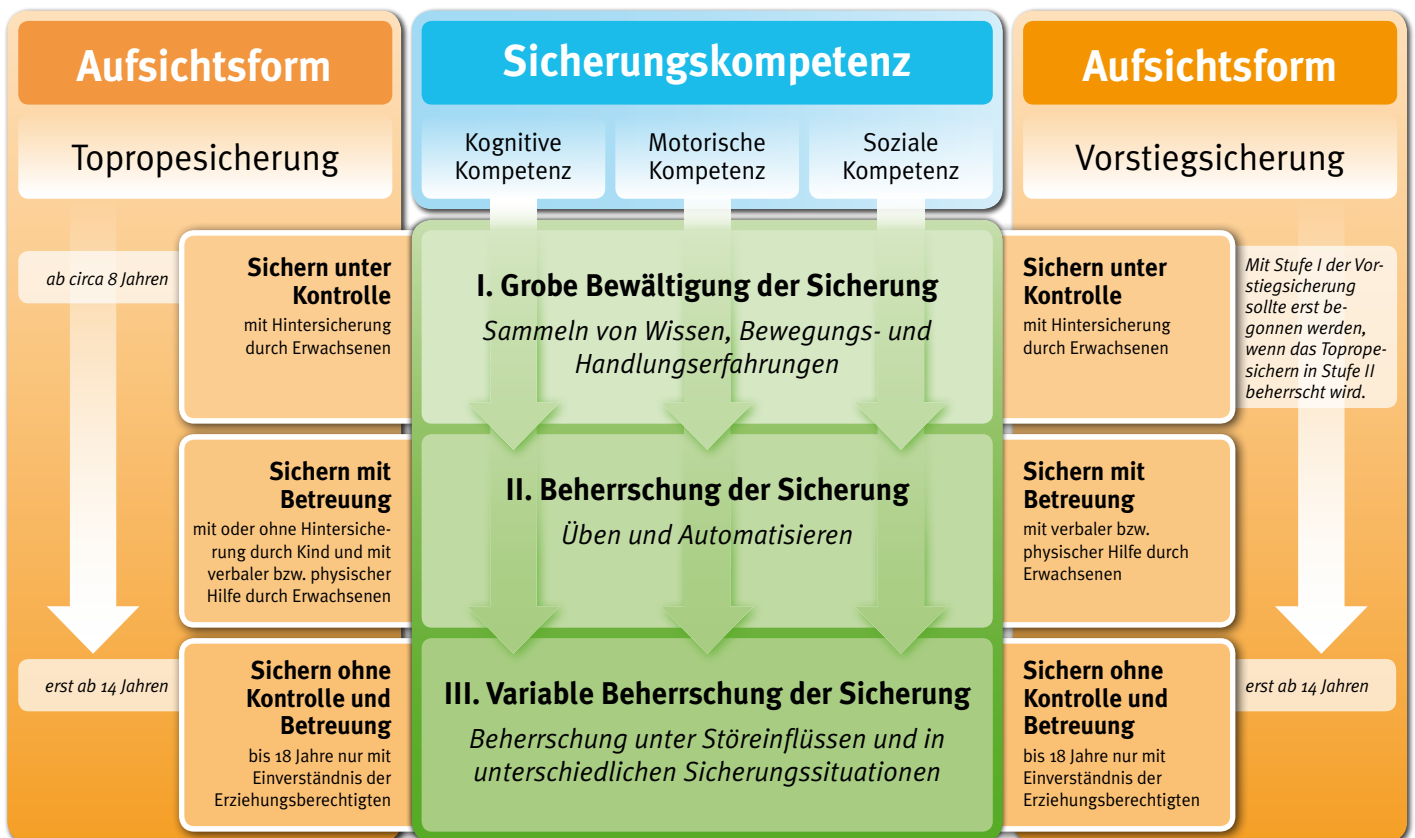 Aufsichtsform
Topropesicherung
ab circa 8 Jahren
Sichern unter
Kontrolle
mit Hintersicherung
durch Erwachsenen
Sichern mit
Betreuung
mit oder ohne Hintersiche-
rung durch Kind und mit
verbaler bzw. physischer
Hilfe durch Erwachsenen
erst ab 14 Jahren
Sichern ohne
Kontrolle und
Betreuung
bis 18 Jahre nur mit
Einverständnis der
Erziehungsberechtigten
Sicherungskompetenz
Kognitive
Kompetenz
Motorische
Kompetenz
Soziale
Kompetenz
I. Grobe Bewältigung der Sicherung
Sammeln von Wissen, Bewegungs- und
Handlungserfahrungen
II. Beherrschung der Sicherung
Üben und Automatisieren
III. Variable Beherrschung der Sicherung
Beherrschung unter Störeinflüssen und in
unterschiedlichen Sicherungssituationen
Aufsichtsform
Vorstiegsicherung
Sichern unter
Kontrolle
mit Hintersicherung
durch Erwachsenen
Mit Stufe I der Vor-
stiegsicherung
sollte erst be-
gonnen werden,
wenn das Toprope-
sichern in Stufe II
beherrscht wird.
Sichern mit
Betreuung
mit verbaler bzw.
physischer Hilfe durch
Erwachsenen
Sichern ohne
Kontrolle und
Betreuung
bis 18 Jahre nur mit
Einverständnis der
Erziehungsberechtigten
erst ab 14 Jahren